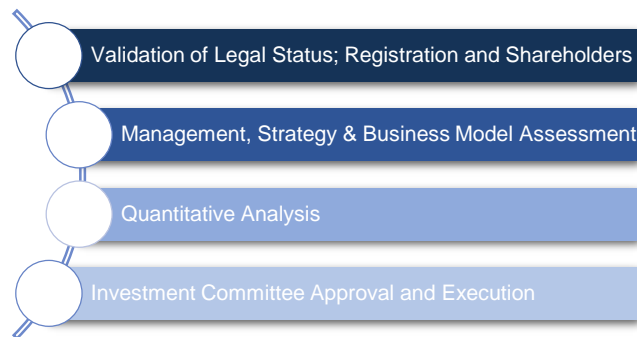 Validation of Legal Status; Registration and Shareholders
Management, Strategy & Business Model Assessment
Quantitative Analysis
Investment Committee Approval and Execution